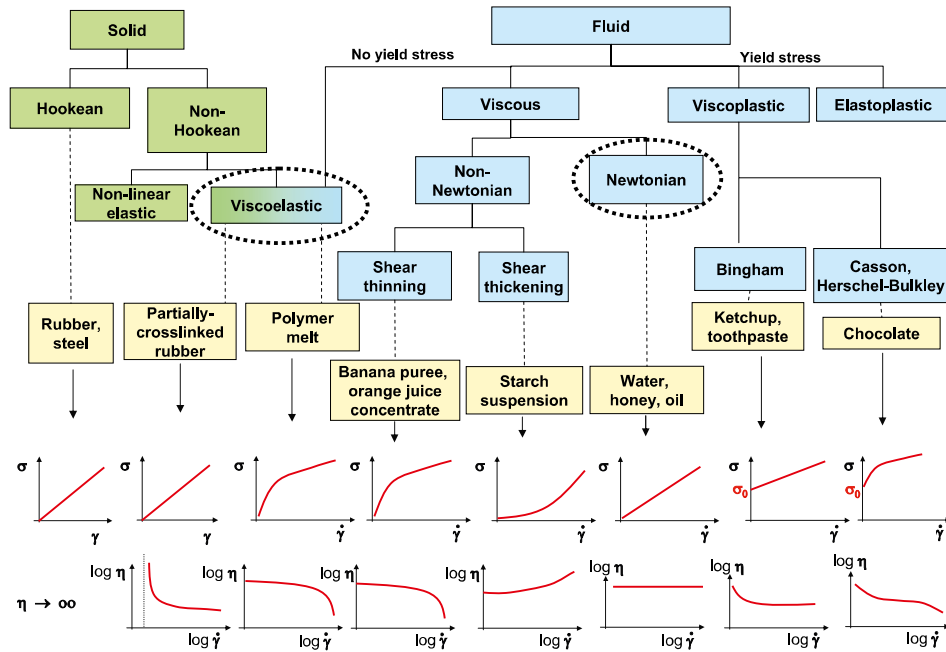 Solid
Fluid
No yield stress
Yield stress
Hookean
Non-
Hookean
Viscous
Viscoplastic
Elastoplastic
Non-linear
elastic
Viscoelastic
Non-
Newtonian
Newtonian
Shear
thinning
Shear
thickening
Bingham
Casson,
Herschel-Bulkley
Rubber,
steel
Partially-
crosslinked
rubber
Polymer
melt
Banana puree,
orange juice
concentrate
Starch
suspension
Water,
honey, oil
Ketchup,
toothpaste
Chocolate
σ
γ
σ
γ
σ
γ̇
σ
γ̇
σ
γ̇
σ
γ̇
σ
σ₀
γ̇
σ
σ₀
γ̇
η → ∞
log η
log γ̇
log η
log γ̇
log η
log γ̇
log η
log γ̇
log η
log γ̇
log η
log γ̇
log η
log γ̇